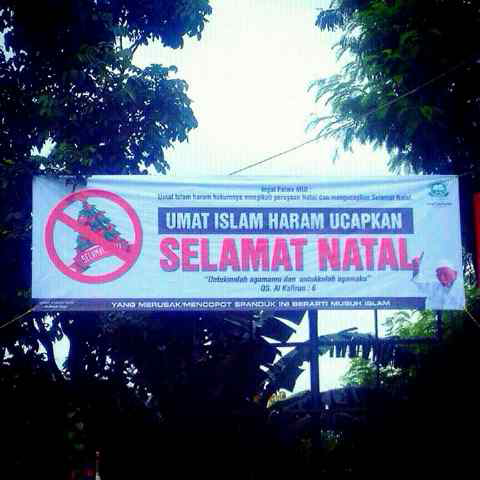 Ingat Fatwa MUI :
Umat Islam haram hukumnya mengikuti perayaan Natal dan mengucapkan Selamat Natal
UMAT ISLAM HARAM UCAPKAN
SELAMAT NATAL
SELAMAT
"Untukmulah agamamu dan untukkulah agamaku"
QS. Al Kafirun : 6
YANG MERUSAK/MENCOPOT SPANDUK INI BERARTI MUSUH ISLAM